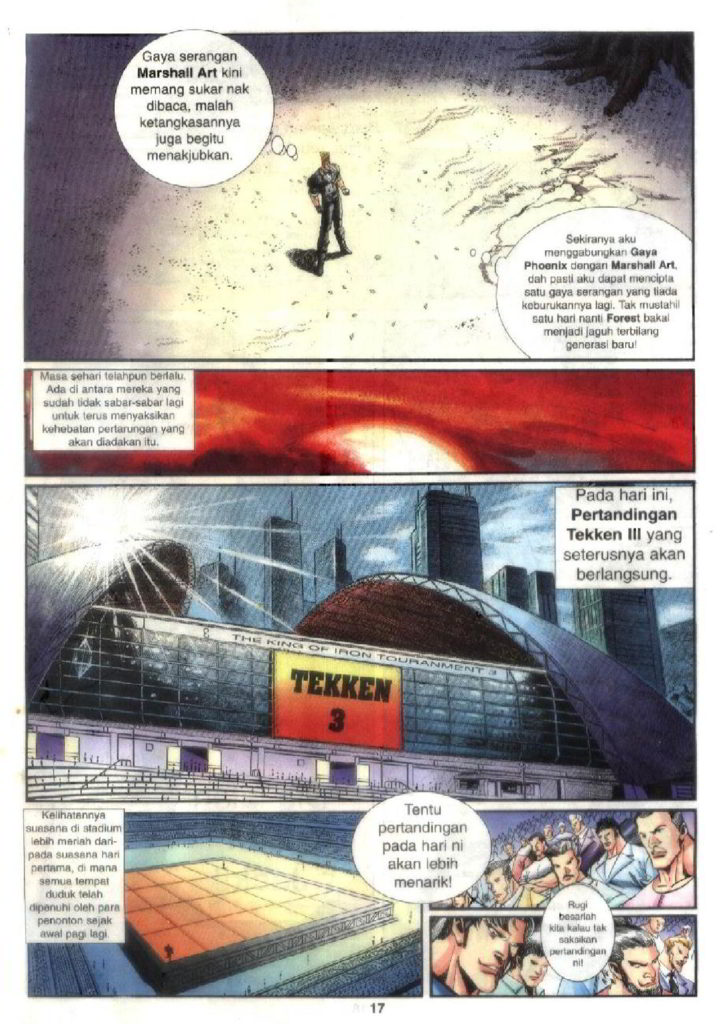 Gaya serangan
Marshall Art kini
memang sukar nak
dibaca, malah
ketangkasannya
juga begitu
menakjubkan.
Sekiranya aku
menggabungkan Gaya
Phoenix dengan Marshall Art,
dah pasti aku dapat mencipta
satu gaya serangan yang tiada
keburukannya lagi. Tak mustahil
satu hari nanti Forest bakal
menjadi jaguh terbilang
generasi baru!
Masa sehari telahpun berlalu.
Ada di antara mereka yang
sudah tidak sabar-sabar lagi
untuk terus menyaksikan
kehebatan pertarungan yang
akan diadakan itu.
Pada hari ini,
Pertandingan
Tekken III yang
seterusnya akan
berlangsung.
THE KING OF IRON TOURANMENT 3
TEKKEN
3
Kelihatannya
suasana di stadium
lebih meriah dari-
pada suasana hari
pertama, di mana
semua tempat
duduk telah
dipenuhi oleh para
penonton sejak
awal pagi lagi.
Tentu
pertandingan
pada hari ni
akan lebih
menarik!
Rugi
besarlah
kita kalau tak
saksikan
pertandingan
ni!
17